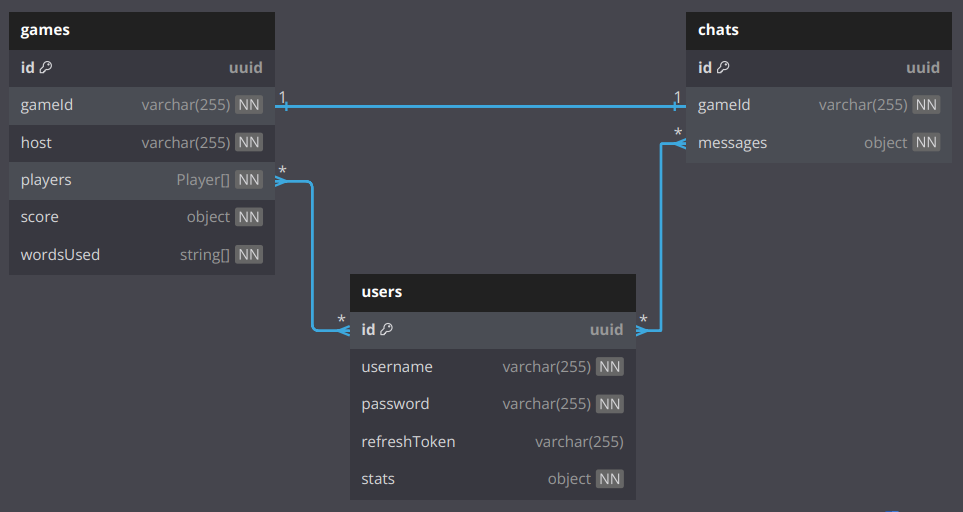 games
id uuid
gameId varchar(255) NN
host varchar(255) NN
players Player[] NN
score object NN
wordsUsed string[] NN
1
*
chats
id uuid
gameId varchar(255) NN
messages object NN
1
*
users
id uuid
username varchar(255) NN
password varchar(255) NN
refreshToken varchar(255)
stats object NN
*
*